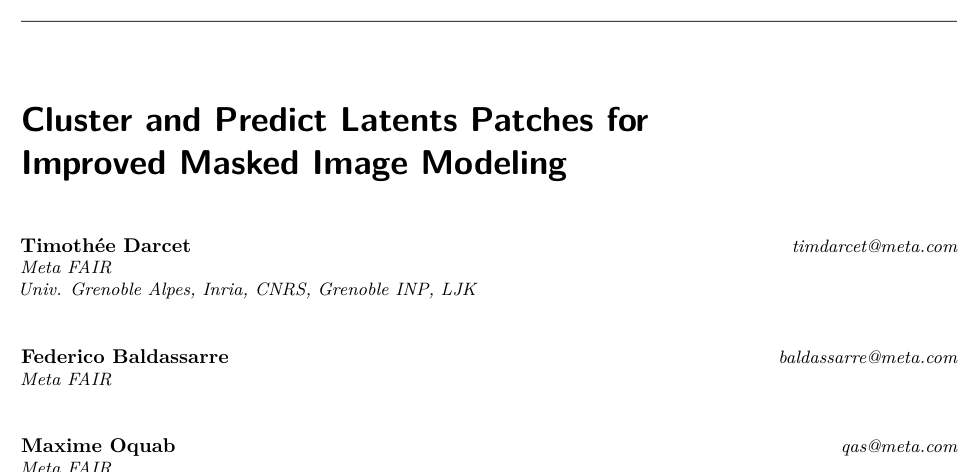 Cluster and Predict Latents Patches for
Improved Masked Image Modeling
Timothée Darcet timdarcet@meta.com
Meta FAIR
Univ. Grenoble Alpes, Inria, CNRS, Grenoble INP, LJK
Federico Baldassarre baldassarre@meta.com
Meta FAIR
Maxime Oquab qas@meta.com
Meta FAIR